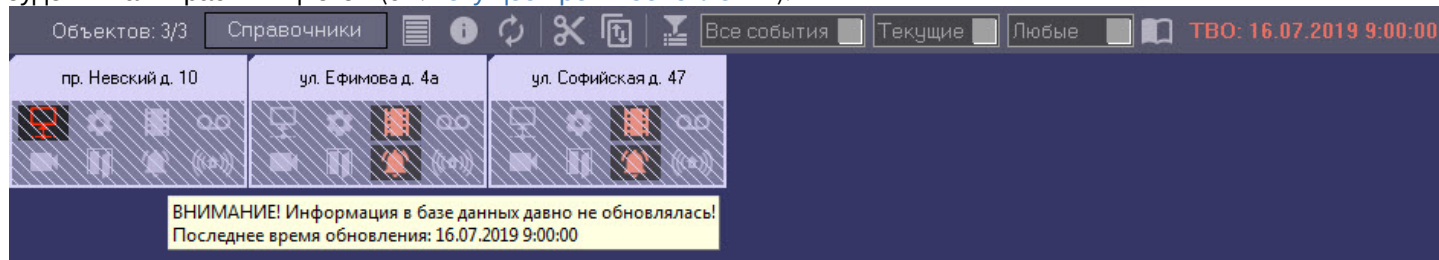 Объектов: 3/3 Справочники Все события Текущие Любые ТВО: 16.07.2019 9:00:00
пр. Невский д. 10 ул. Ефимова д. 4а ул. Софийская д. 47
ВНИМАНИЕ! Информация в базе данных давно не обновлялась!
Последнее время обновления: 16.07.2019 9:00:00